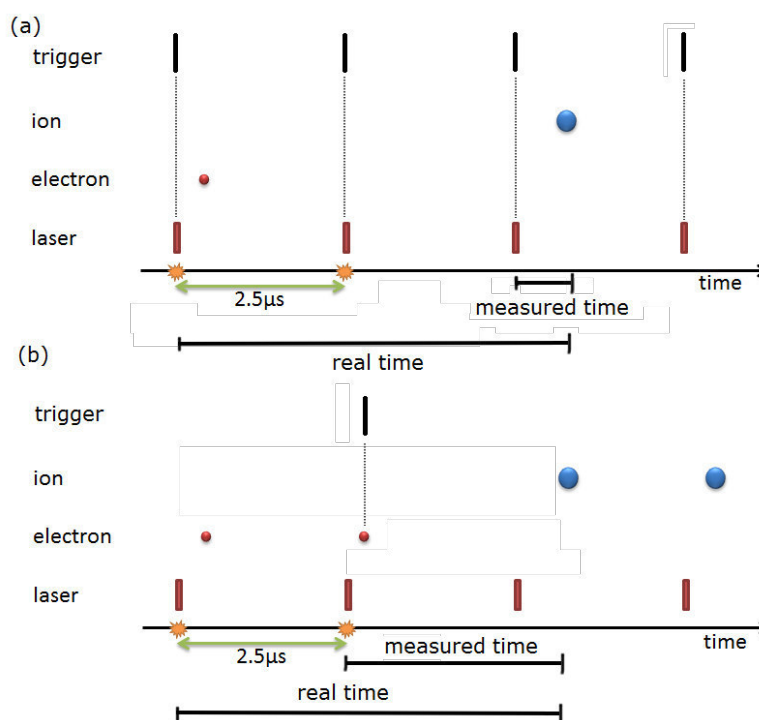 (a)
trigger
ion
electron
laser
time
2.5μs
measured time
real time
(b)
trigger
ion
electron
laser
time
2.5μs
measured time
real time